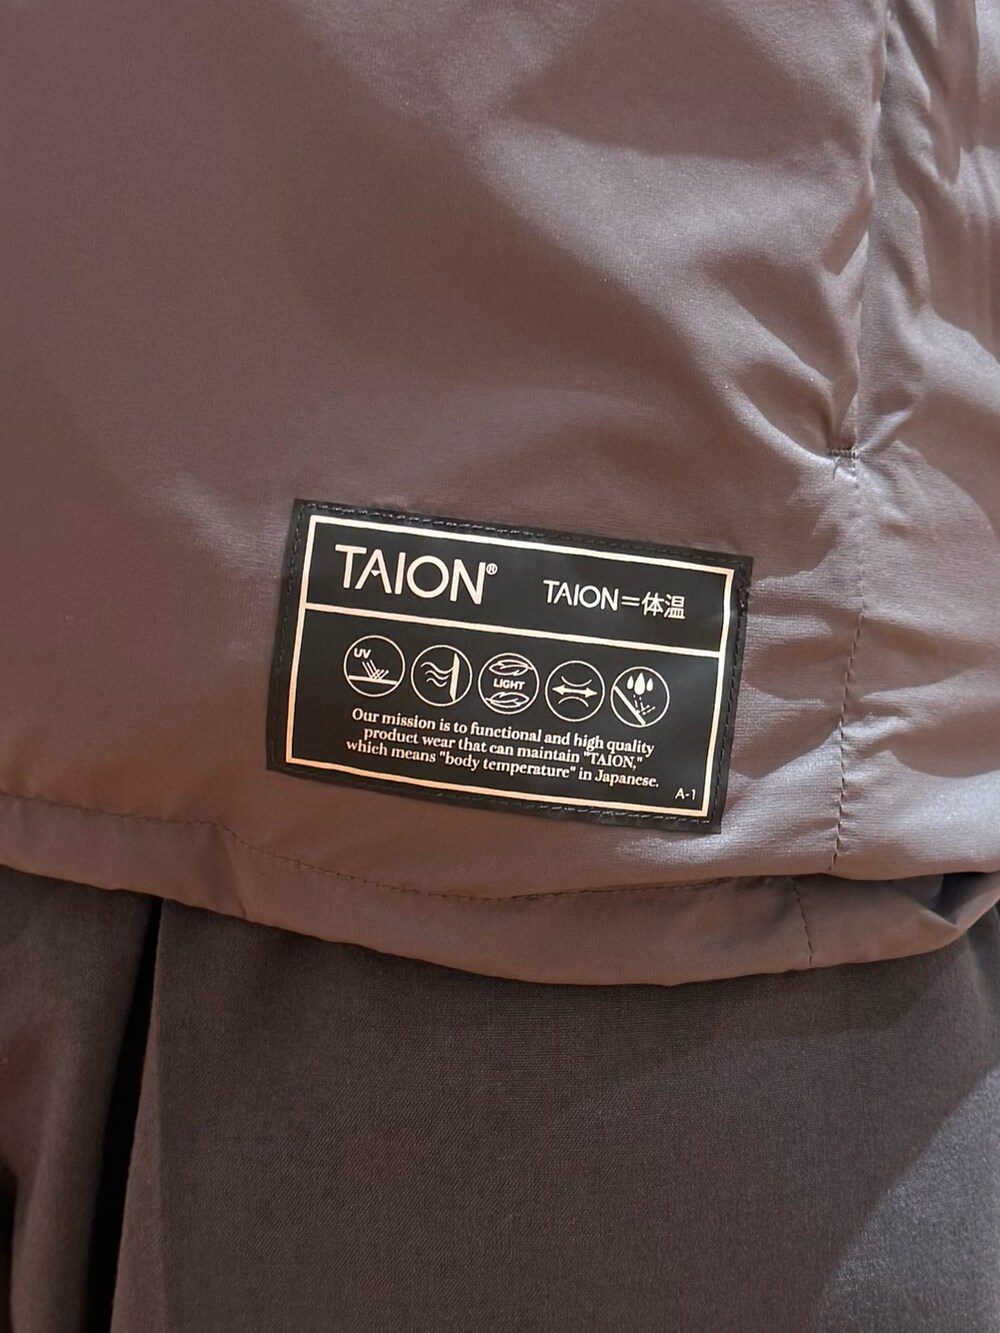 TAION® TAION=体温
UV
LIGHT
Our mission is to functional and high quality
product wear that can maintain "TAION,"
which means "body temperature" in Japanese.
A-1